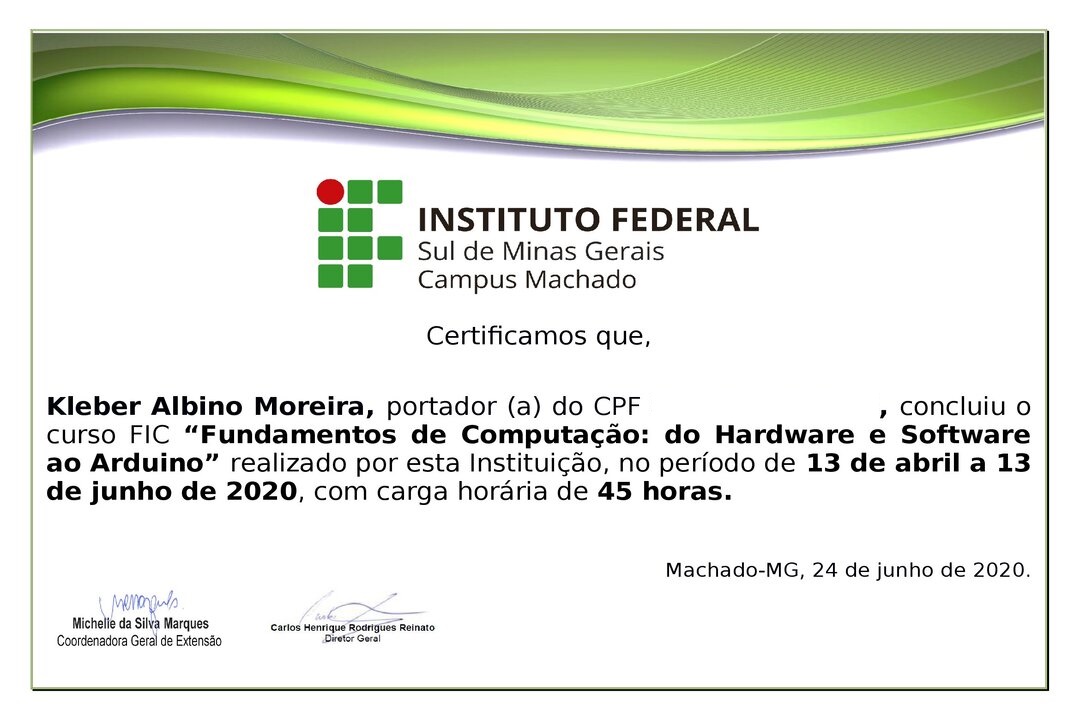 INSTITUTO FEDERAL
Sul de Minas Gerais
Campus Machado
Certificamos que,
Kleber Albino Moreira, portador (a) do CPF , concluiu o
curso FIC “Fundamentos de Computação: do Hardware e Software
ao Arduino” realizado por esta Instituição, no período de 13 de abril a 13
de junho de 2020, com carga horária de 45 horas.
Machado-MG, 24 de junho de 2020.
Michelle da Silva Marques
Coordenadora Geral de Extensão
Carlos Henrique Rodrigues Reinato
Diretor Geral